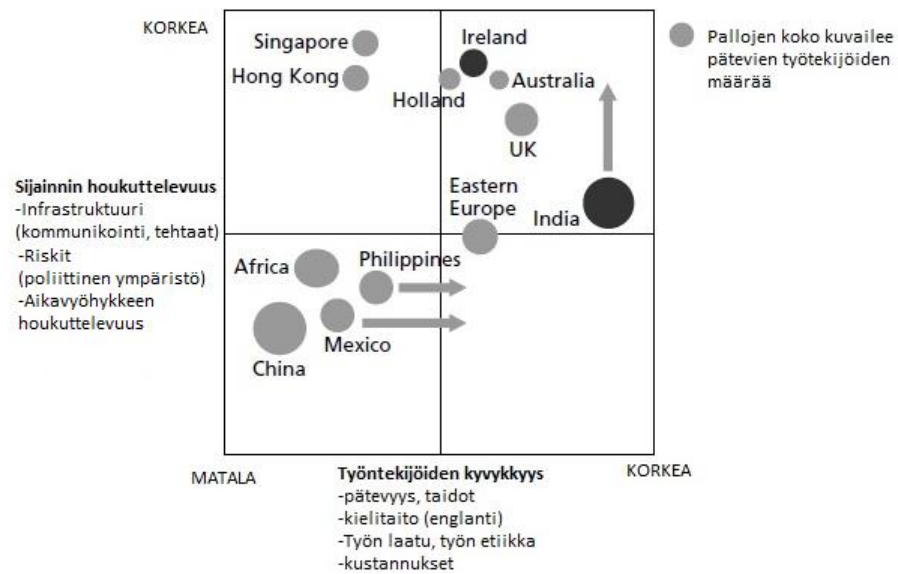 KORKEA
Singapore
Hong Kong
Ireland
Holland
Australia
UK
Pallojen koko kuvailee
pätevien työtekijöiden
määrää
Sijainnin houkuttelevuus
-Infrastruktuuri
(kommunikointi, tehtaat)
-Riskit
(poliittinen ympäristö)
-Aikavyöhykkeen
houkuttelevuus
Eastern
Europe
India
Africa
Philippines
Mexico
China
MATALA
Työntekijöiden kyvykkyys
-pätevyys, taidot
-kielitaito (englanti)
-Työn laatu, työn etiikka
-kustannukset
KORKEA